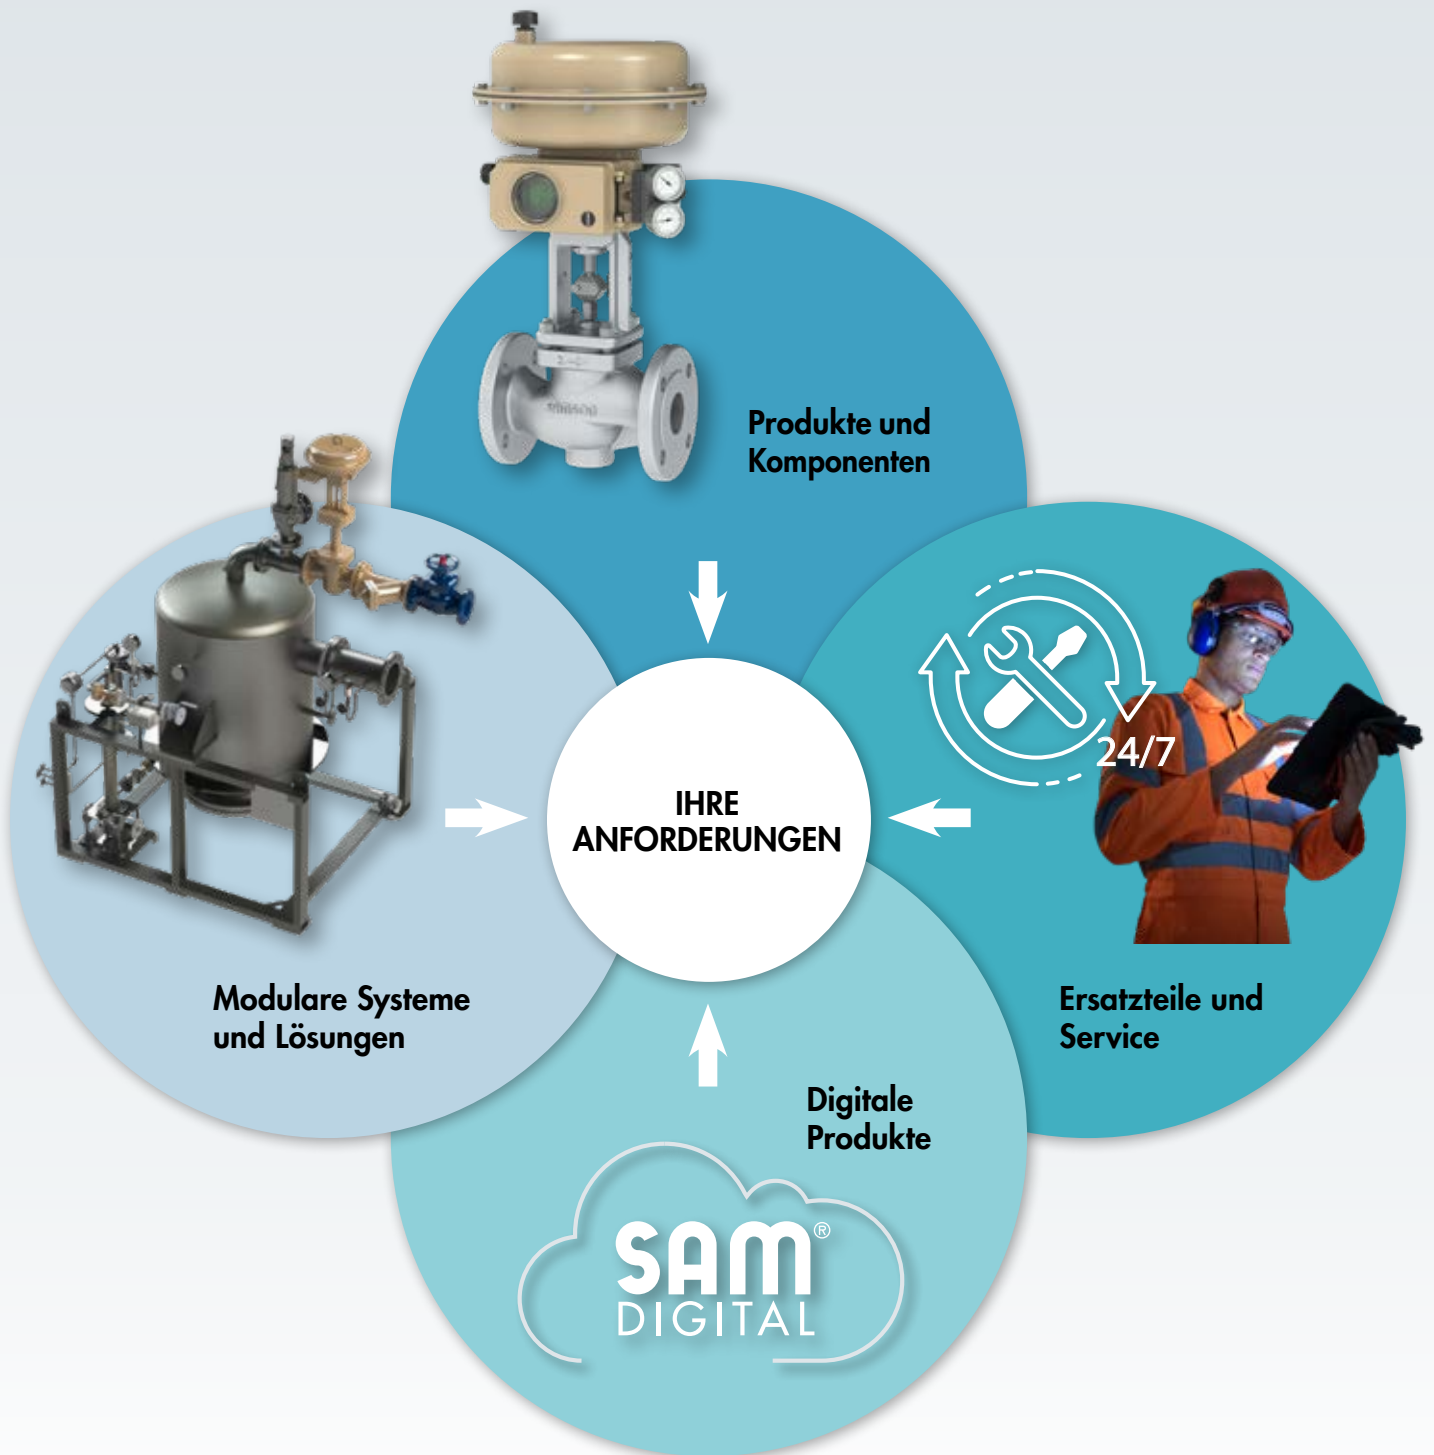 Produkte und
Komponenten
24/7
IHRE
ANFORDERUNGEN
Modulare Systeme
und Lösungen
Ersatzteile und
Service
Digitale
Produkte
SAM®
DIGITAL